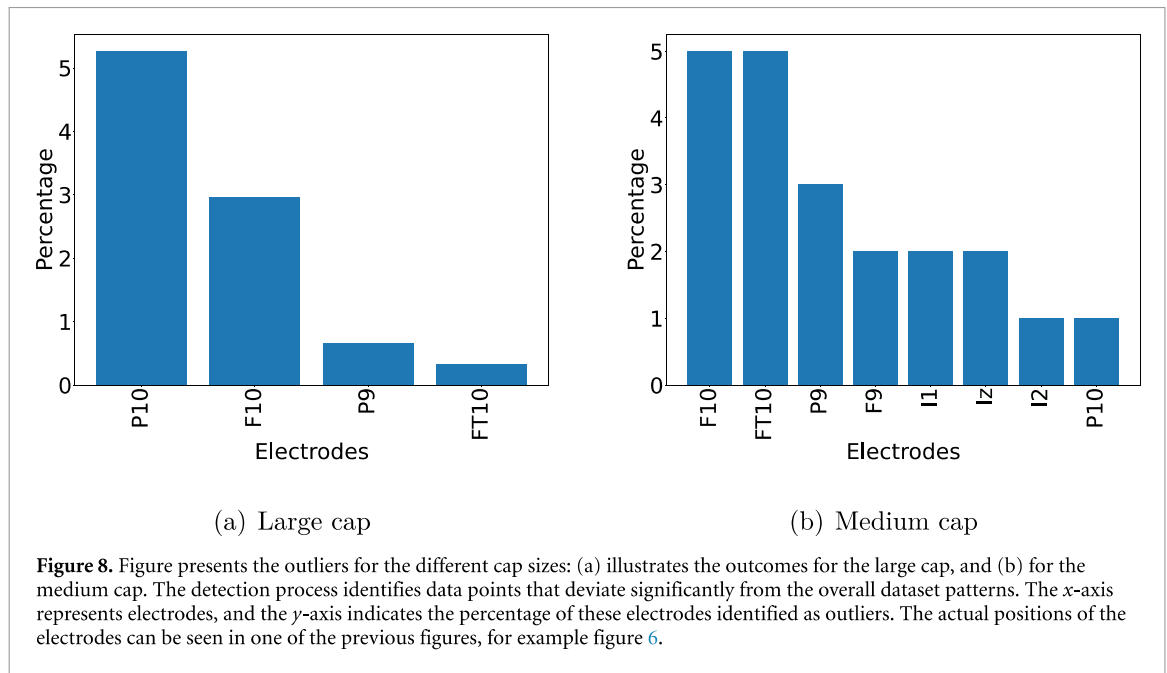 5
4
3
2
1
0
Percentage
P10
F10
P9
FT10
Electrodes
(a) Large cap
5
4
3
2
1
0
Percentage
F10
FT10
P9
F9
I1
Iz
I2
P10
Electrodes
(b) Medium cap
Figure 8. Figure presents the outliers for the different cap sizes: (a) illustrates the outcomes for the large cap, and (b) for the
medium cap. The detection process identifies data points that deviate significantly from the overall dataset patterns. The x-axis
represents electrodes, and the y-axis indicates the percentage of these electrodes identified as outliers. The actual positions of the
electrodes can be seen in one of the previous figures, for example figure 6.